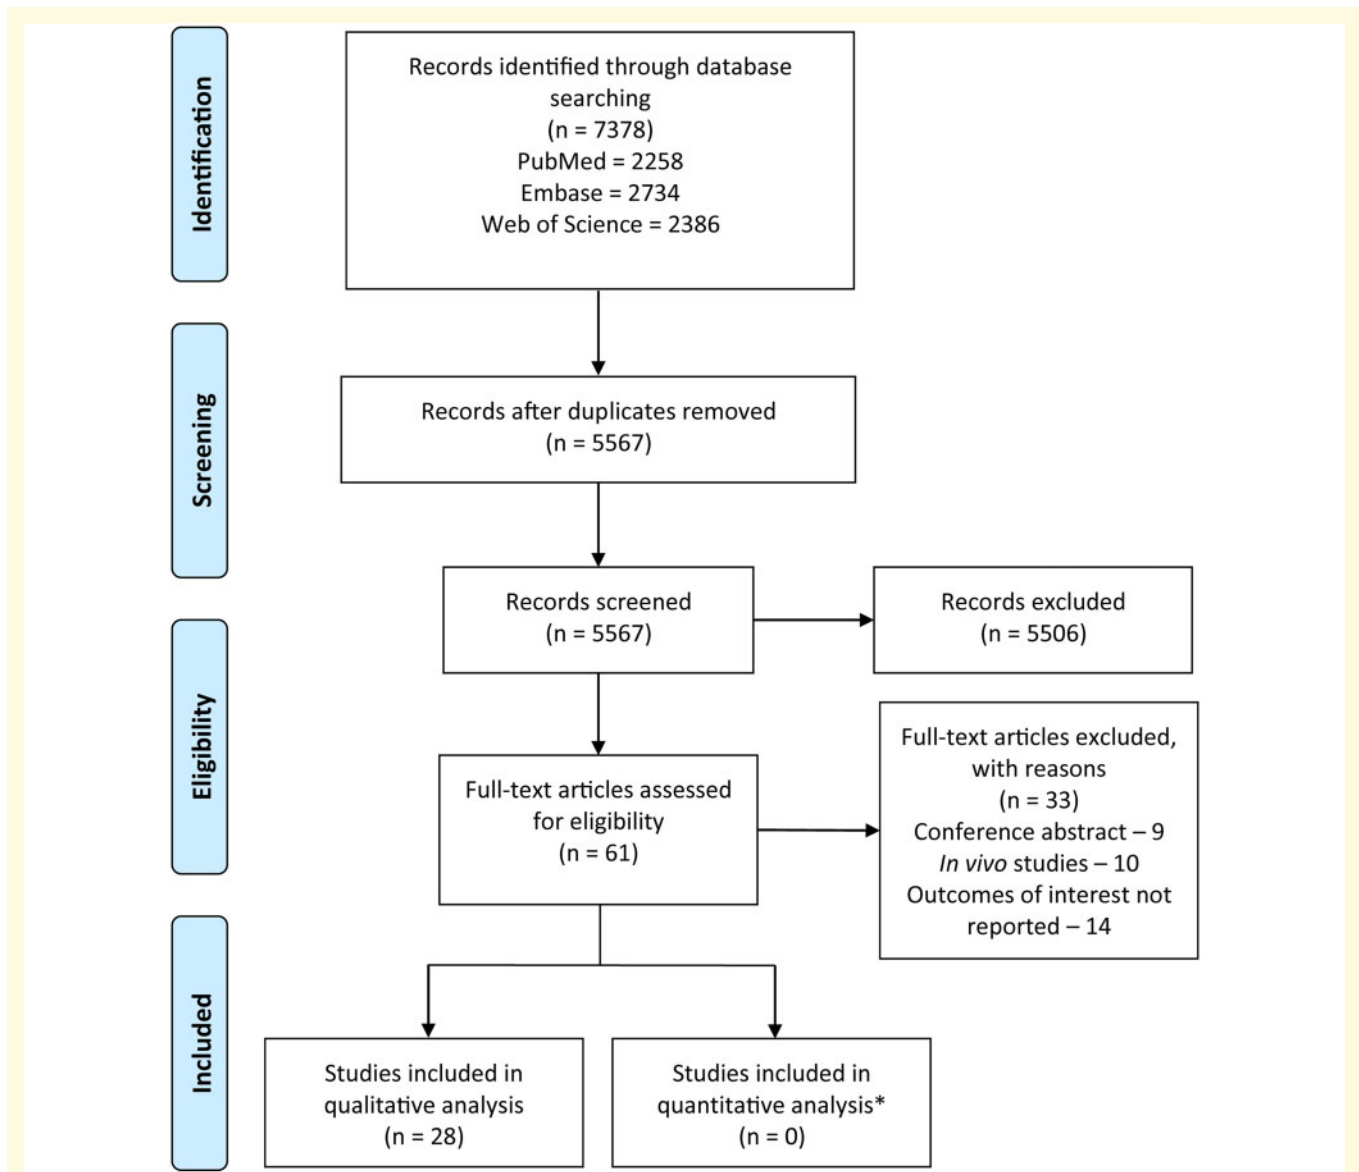 Identification
Records identified through database
searching
(n = 7378)
PubMed = 2258
Embase = 2734
Web of Science = 2386
Screening
Records after duplicates removed
(n = 5567)
Records screened
(n = 5567)
Records excluded
(n = 5506)
Eligibility
Full-text articles assessed
for eligibility
(n = 61)
Full-text articles excluded,
with reasons
(n = 33)
Conference abstract – 9
In vivo studies – 10
Outcomes of interest not
reported – 14
Included
Studies included in
qualitative analysis
(n = 28)
Studies included in
quantitative analysis*
(n = 0)